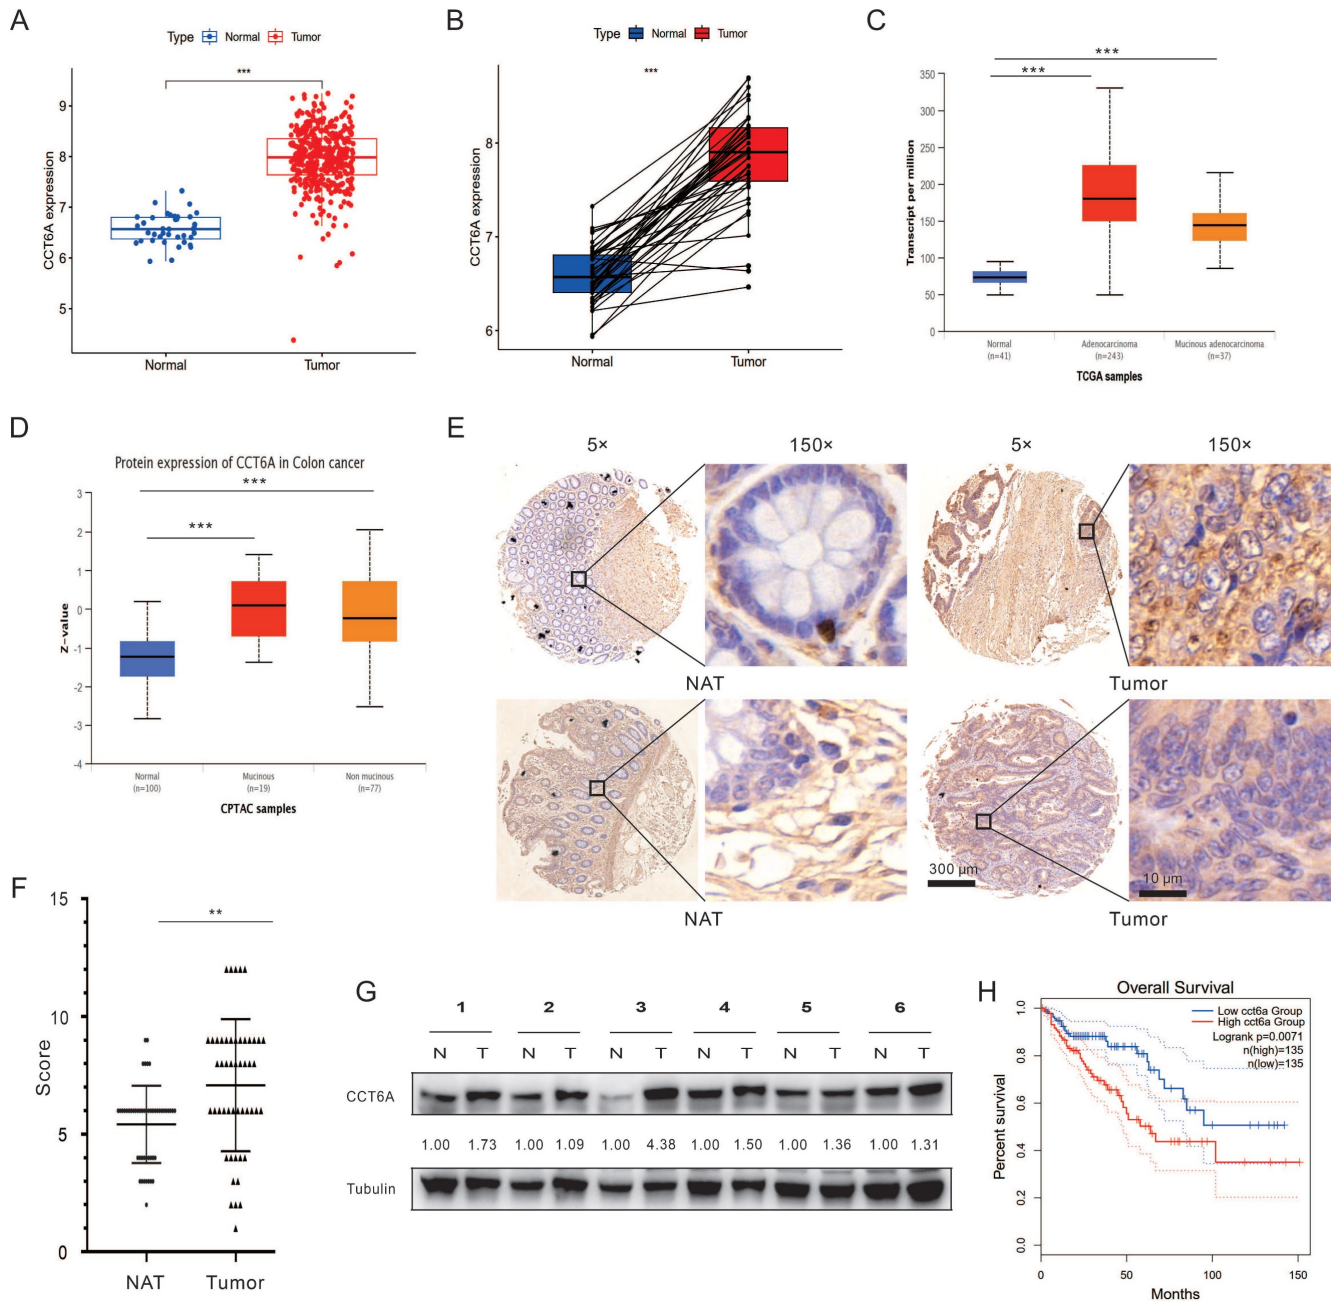 A
Type Normal Tumor
***
CCT6A expression
9
8
7
6
5
Normal Tumor
B
Type Normal Tumor
***
CCT6A expression
8
7
6
Normal Tumor
C
***
***
Transcript per million
350
300
250
200
150
100
50
0
Normal Adenocarcinoma Mucinous adenocarcinoma
(n=41) (n=243) (n=37)
TCGA samples
D
Protein expression of CCT6A in Colon cancer
***
***
z-value
3
2
1
0
-1
-2
-3
-4
Normal Mucinous Non mucinous
(n=100) (n=19) (n=77)
CPTAC samples
E
5× 150× 5× 150×
NAT Tumor
300 µm 10 µm
NAT Tumor
F
**
Score
15
10
5
0
NAT Tumor
G
1 2 3 4 5 6
N T N T N T N T N T N T
CCT6A
1.00 1.73 1.00 1.09 1.00 4.38 1.00 1.50 1.00 1.36 1.00 1.31
Tubulin
H
Overall Survival
Low cct6a Group
High cct6a Group
Logrank p=0.0071
n(high)=135
n(low)=135
Percent survival
1.0
0.8
0.6
0.4
0.2
0.0
0 50 100 150
Months